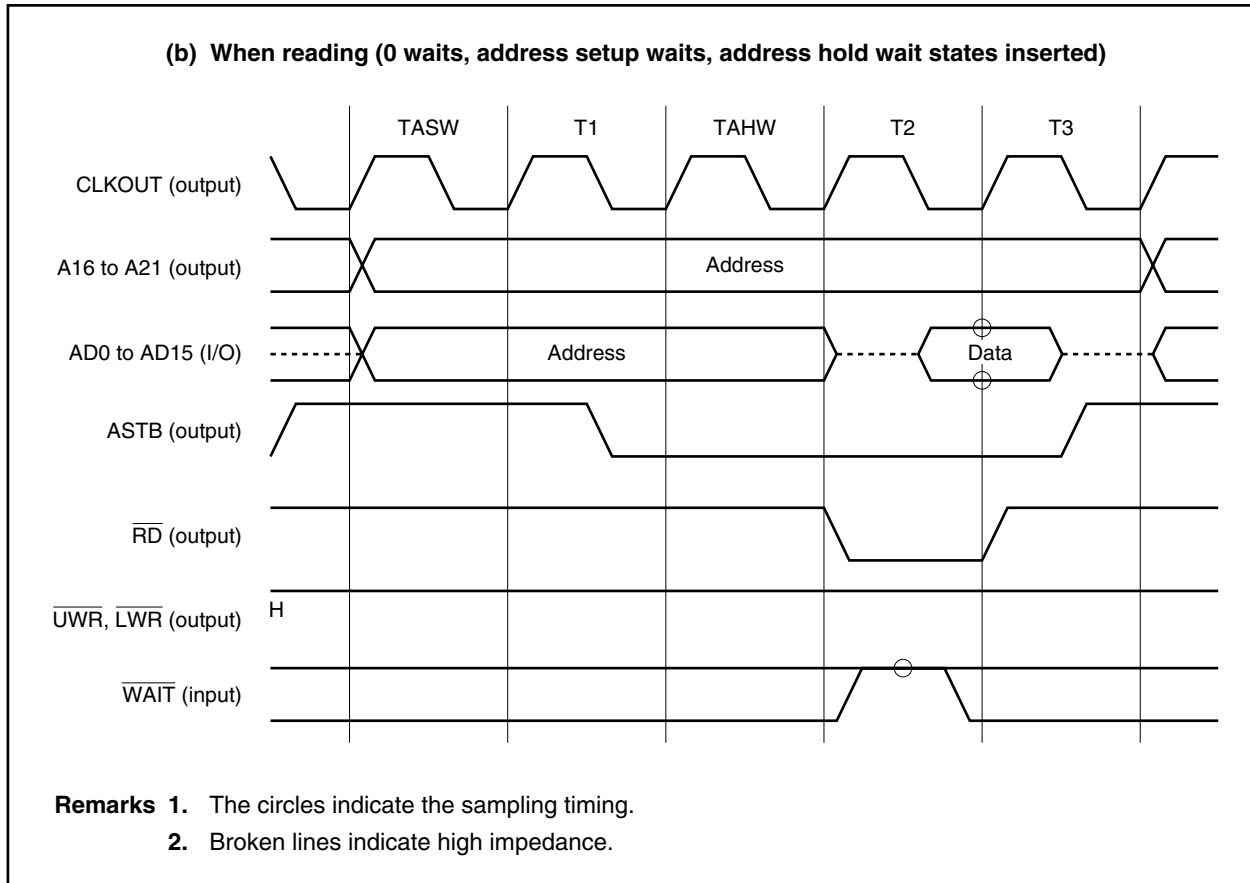 (b) When reading (0 waits, address setup waits, address hold wait states inserted)
TASW T1 TAHW T2 T3
CLKOUT (output)
A16 to A21 (output)
Address
AD0 to AD15 (I/O)
Address
Data
ASTB (output)
RD (output)
UWR, LWR (output)
H
WAIT (input)
Remarks 1. The circles indicate the sampling timing.
2. Broken lines indicate high impedance.